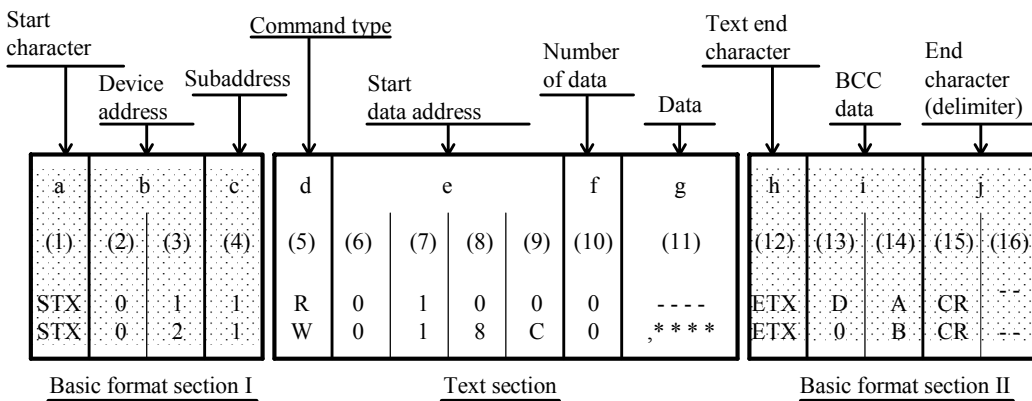 Start character
Device address
Subaddress
Command type
Start data address
Number of data
Data
Text end character
BCC data
End character (delimiter)
a b c d e f g h i j
(1) (2) (3) (4) (5) (6) (7) (8) (9) (10) (11) (12) (13) (14) (15) (16)
STX 0 1 1 R 0 1 0 0 0 - - - - ETX D A CR - -
STX 0 2 1 W 0 1 8 C 0 ,* * * * ETX 0 B CR - -
Basic format section I
Text section
Basic format section II